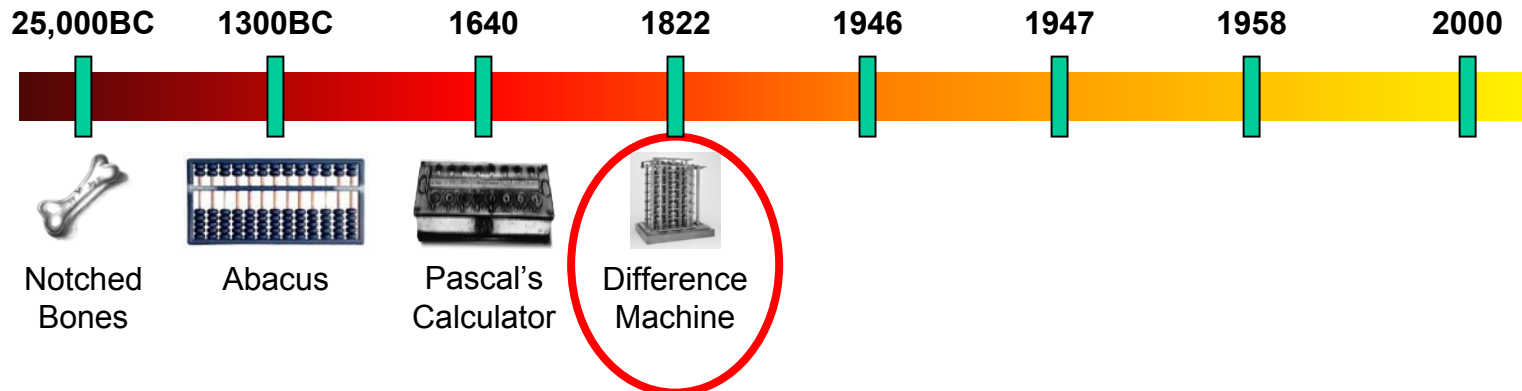 25,000BC 1300BC 1640 1822 1946 1947 1958 2000
Notched Bones
Abacus
Pascal’s Calculator
Difference Machine